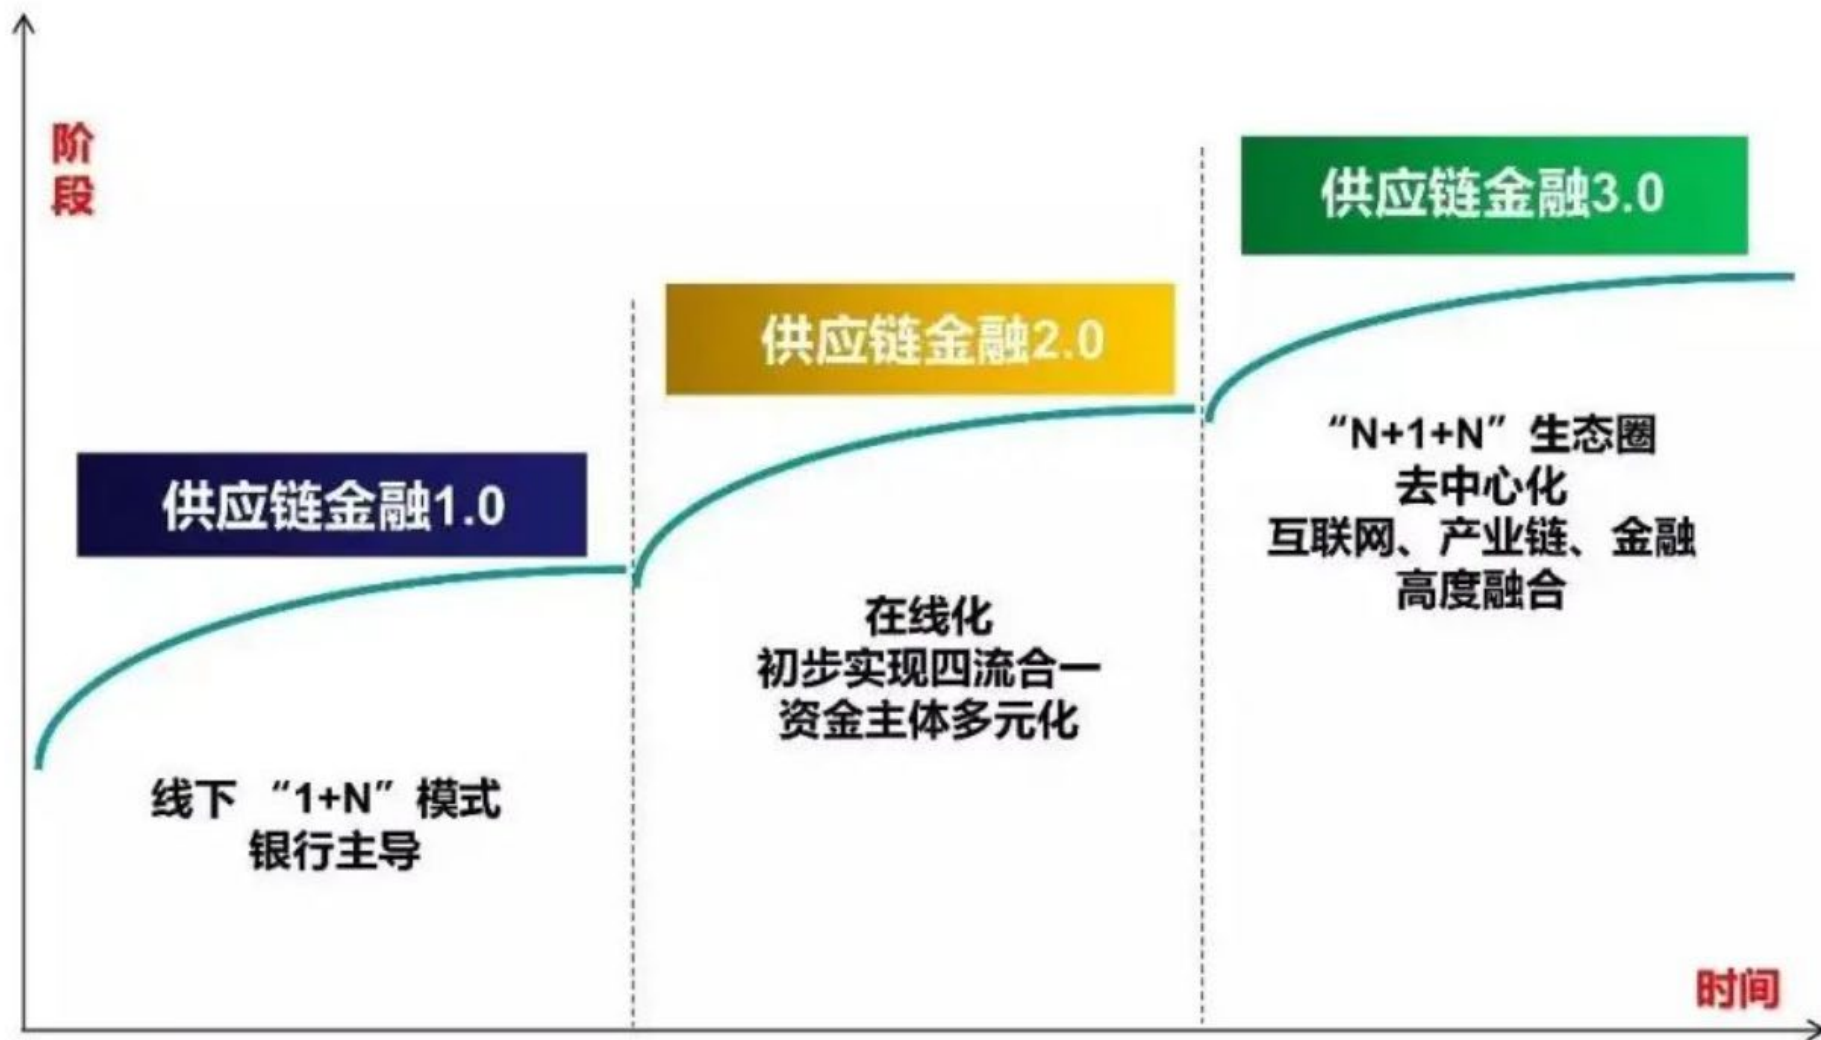 阶
段
供应链金融3.0
供应链金融2.0
供应链金融1.0
“N+1+N”生态圈
去中心化
互联网、产业链、金融
高度融合
在线化
初步实现四流合一
资金主体多元化
线下 “1+N”模式
银行主导
时间